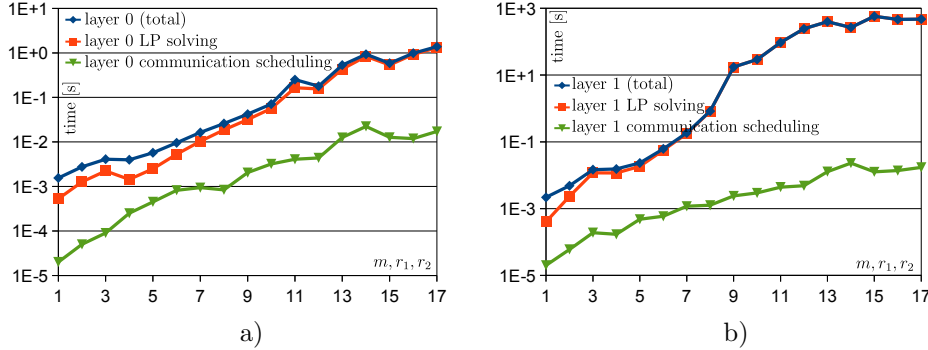 1E+1
1E+0
1E-1
1E-2
1E-3
1E-4
1E-5
time [s]
layer 0 (total)
layer 0 LP solving
layer 0 communication scheduling
m, r1, r2
1 3 5 7 9 11 13 15 17
a)
1E+3
1E+1
1E-1
1E-3
1E-5
time [s]
layer 1 (total)
layer 1 LP solving
layer 1 communication scheduling
m, r1, r2
1 3 5 7 9 11 13 15 17
b)